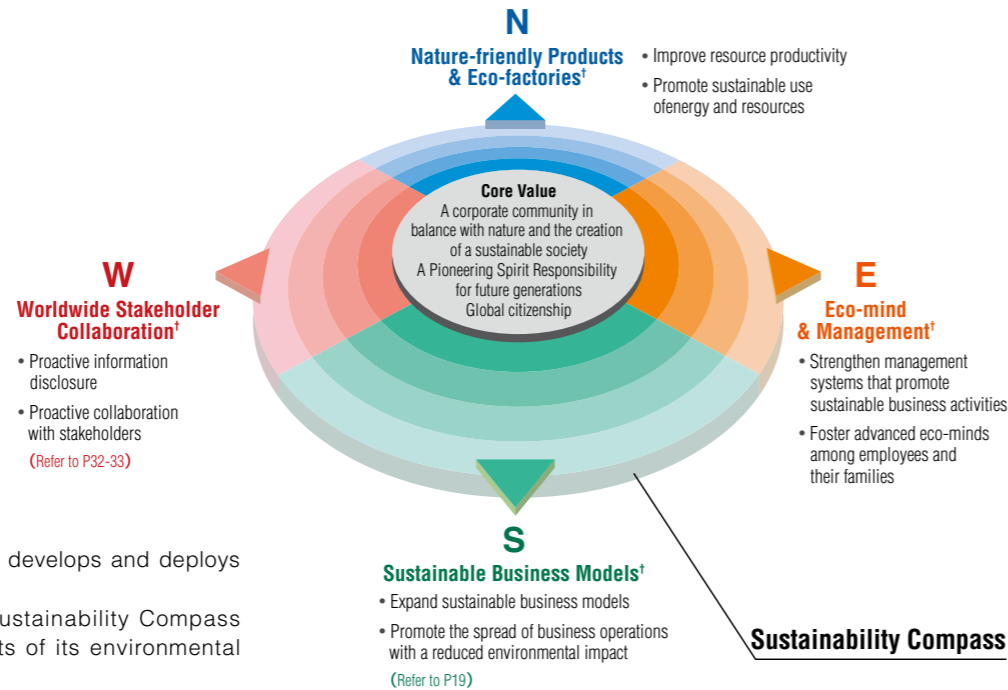 N
Nature-friendly Products
& Eco-factories†
• Improve resource productivity
• Promote sustainable use
ofenergy and resources
Core Value
A corporate community in
balance with nature and the creation
of a sustainable society
A Pioneering Spirit Responsibility
for future generations
Global citizenship
W
Worldwide Stakeholder
Collaboration†
• Proactive information
disclosure
• Proactive collaboration
with stakeholders
(Refer to P32-33)
E
Eco-mind
& Management†
• Strengthen management
systems that promote
sustainable business activities
• Foster advanced eco-minds
among employees and
their families
S
Sustainable Business Models†
• Expand sustainable business models
• Promote the spread of business operations
with a reduced environmental impact
(Refer to P19)
Sustainability Compass
develops and deploys
ustainability Compass
ts of its environmental